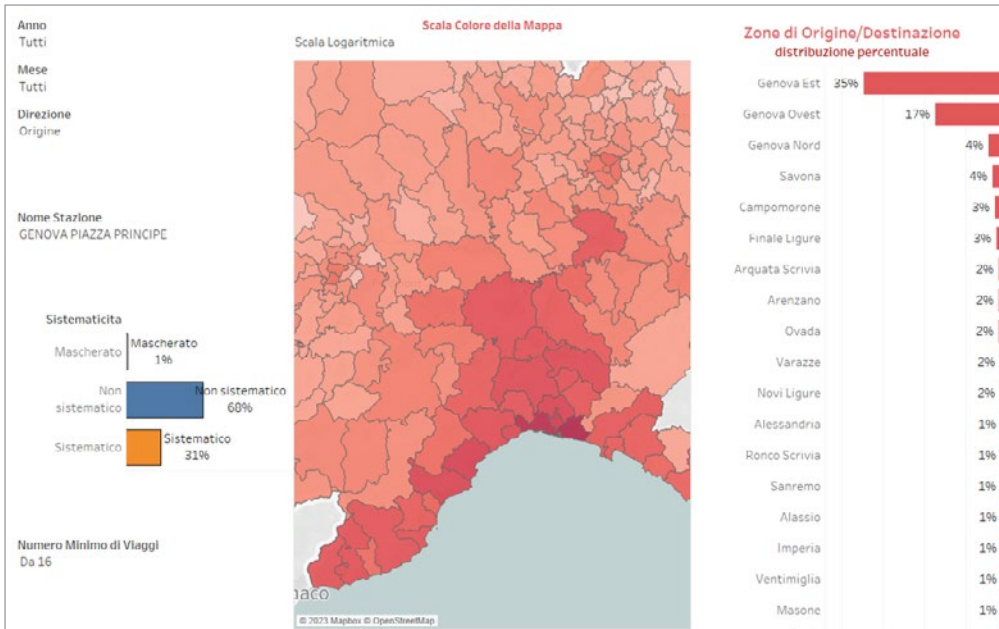 Anno
Tutti
Mese
Tutti
Direzione
Origine
Nome Stazione
GENOVA PIAZZA PRINCIPE
Sistematicita
Mascherato
Mascherato
1%
Non
sistematico
Non sistematico
68%
Sistematico
Sistematico
31%
Numero Minimo di Viaggi
Da 16
Scala Colore della Mappa
Scala Logaritmica
naco
© 2023 Mapbox © OpenStreetMap
Zone di Origine/Destinazione
distribuzione percentuale
Genova Est 35%
Genova Ovest 17%
Genova Nord 4%
Savona 4%
Campomorone 3%
Finale Ligure 3%
Arquata Scrivia 2%
Arenzano 2%
Ovada 2%
Varazze 2%
Novi Ligure 2%
Alessandria 1%
Ronco Scrivia 1%
Sanremo 1%
Alassio 1%
Imperia 1%
Ventimiglia 1%
Masone 1%